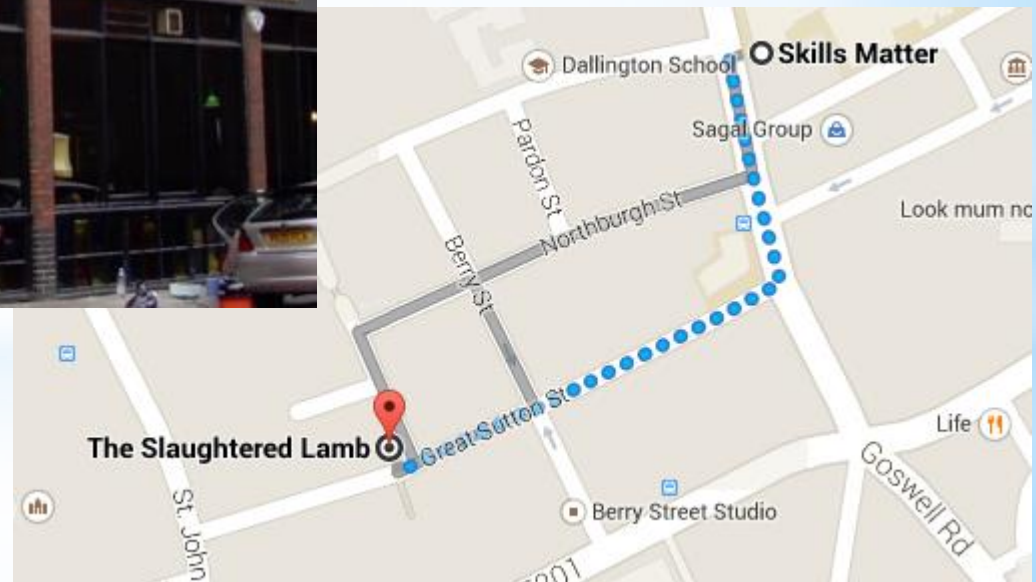 Skills Matter
Dallington School
Sagal Group
Pardon St
Northburgh St
Look mum no
Berry St
Great Sutton St
The Slaughtered Lamb
Life
Goswell Rd
St. John
Berry Street Studio